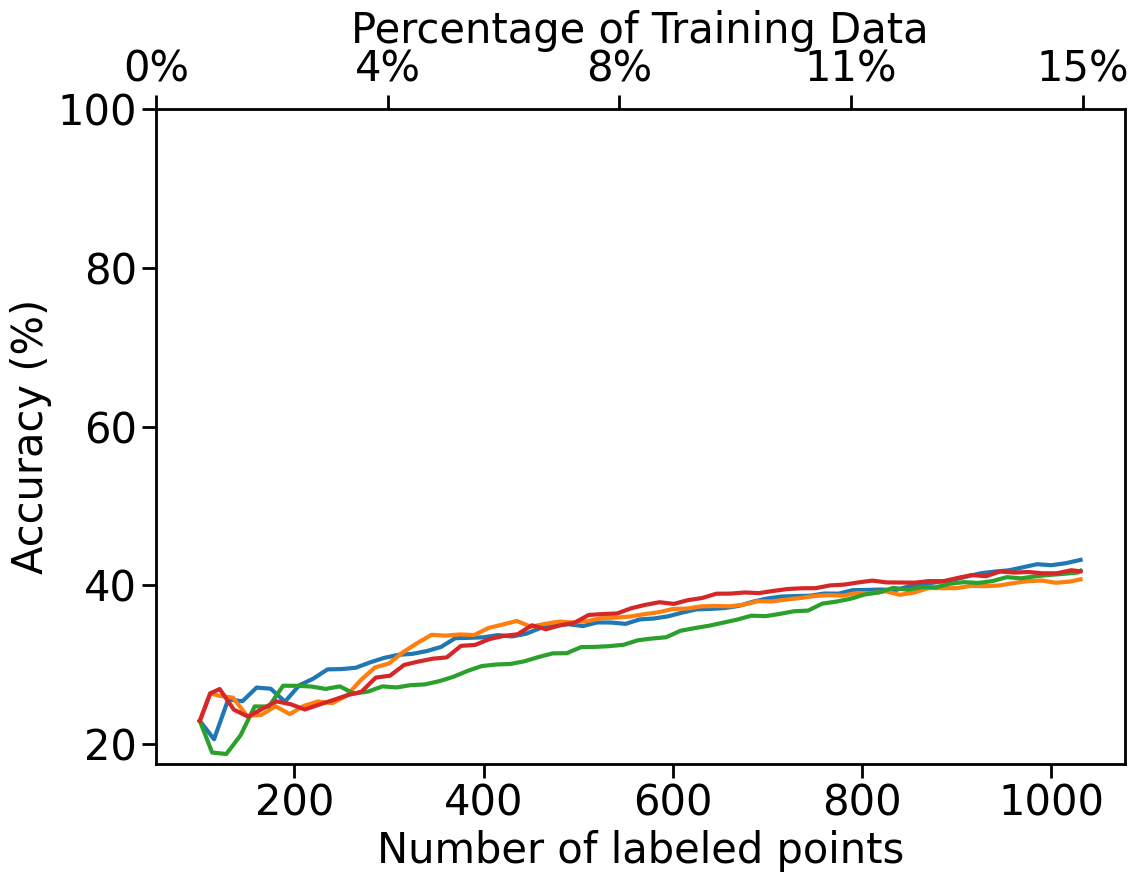 Percentage of Training Data
0% 4% 8% 11% 15%
100
80
60
40
20
Accuracy (%)
200 400 600 800 1000
Number of labeled points